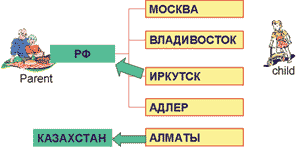 МОСКВА
ВЛАДИВОСТОК
РФ
ИРКУТСК
Parent
child
АДЛЕР
КАЗАХСТАН
АЛМАТЫ